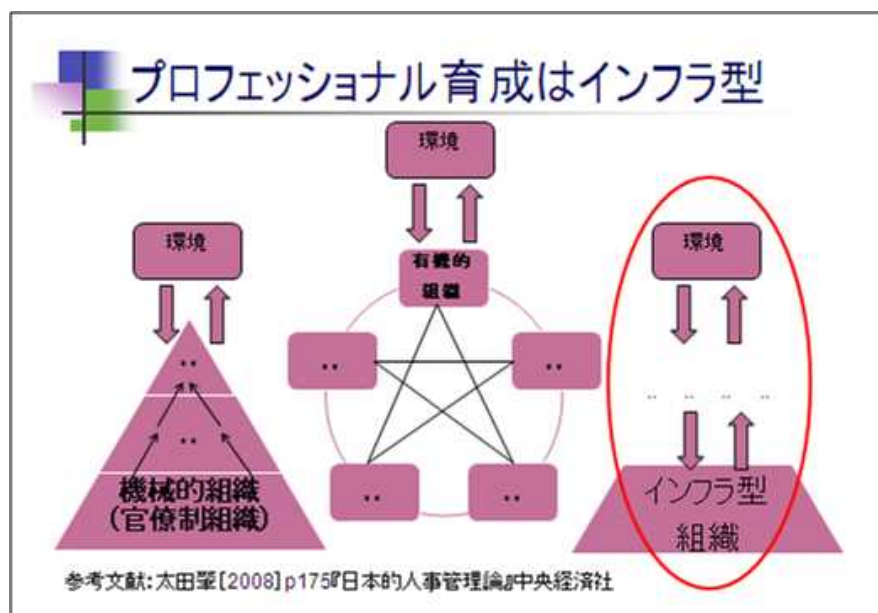 プロフェッショナル育成はインフラ型
環境
環境
環境
有機的
組織
..
..
..
..
..
..
.. .. .. ..
機械的組織
(官僚制組織)
インフラ型
組織
参考文献:太田肇[2008]p175『日本的人事管理論』中央経済社